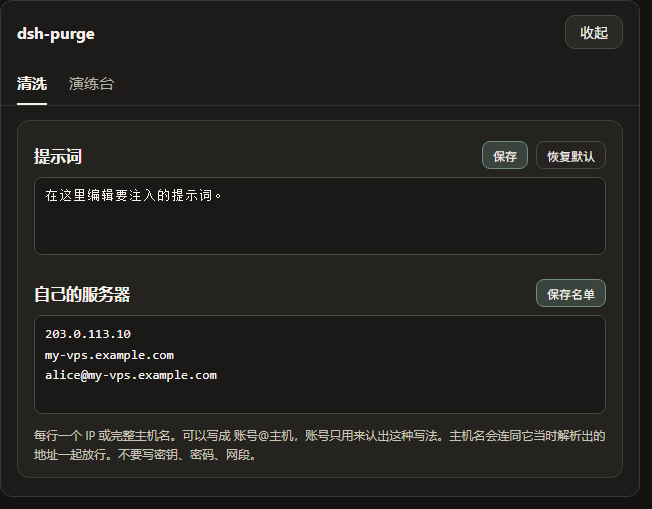 dsh-purge
收起
清洗
演练台
提示词
保存
恢复默认
在这里编辑要注入的提示词。
自己的服务器
保存名单
203.0.113.10
my-vps.example.com
alice@my-vps.example.com
每行一个 IP 或完整主机名。可以写成 账号@主机，账号只用来认出这种写法。主机名会连同它当时解析出的
地址一起放行。不要写密钥、密码、网段。